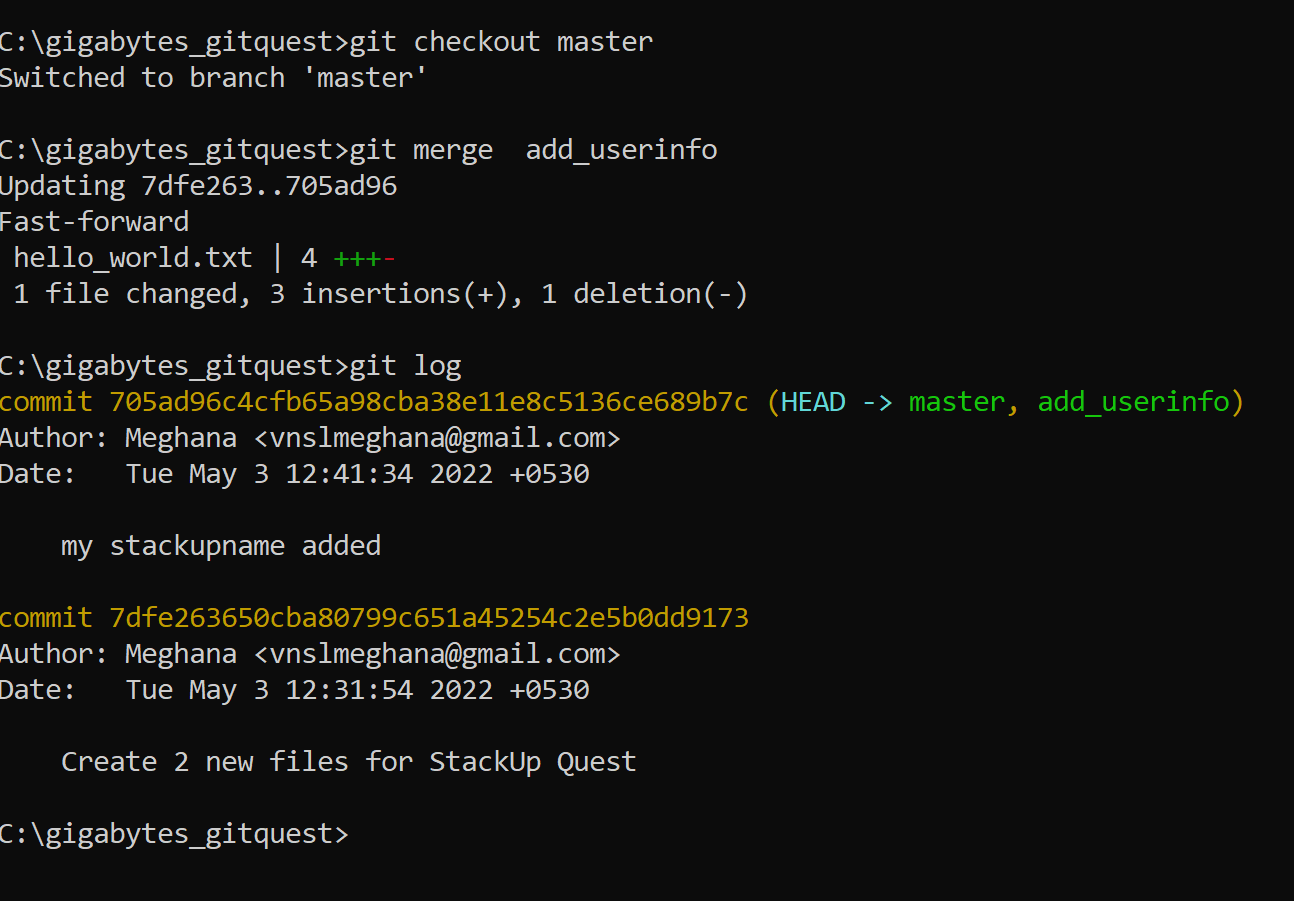 C:\gigabytes_gitquest>git checkout master
Switched to branch 'master'
C:\gigabytes_gitquest>git merge  add_userinfo
Updating 7dfe263..705ad96
Fast-forward
 hello_world.txt | 4 +++-
 1 file changed, 3 insertions(+), 1 deletion(-)
C:\gigabytes_gitquest>git log
commit 705ad96c4cfb65a98cba38e11e8c5136ce689b7c (HEAD -> master, add_userinfo)
Author: Meghana <vnslmeghana@gmail.com>
Date:   Tue May 3 12:41:34 2022 +0530
    my stackupname added
commit 7dfe263650cba80799c651a45254c2e5b0dd9173
Author: Meghana <vnslmeghana@gmail.com>
Date:   Tue May 3 12:31:54 2022 +0530
    Create 2 new files for StackUp Quest
C:\gigabytes_gitquest>